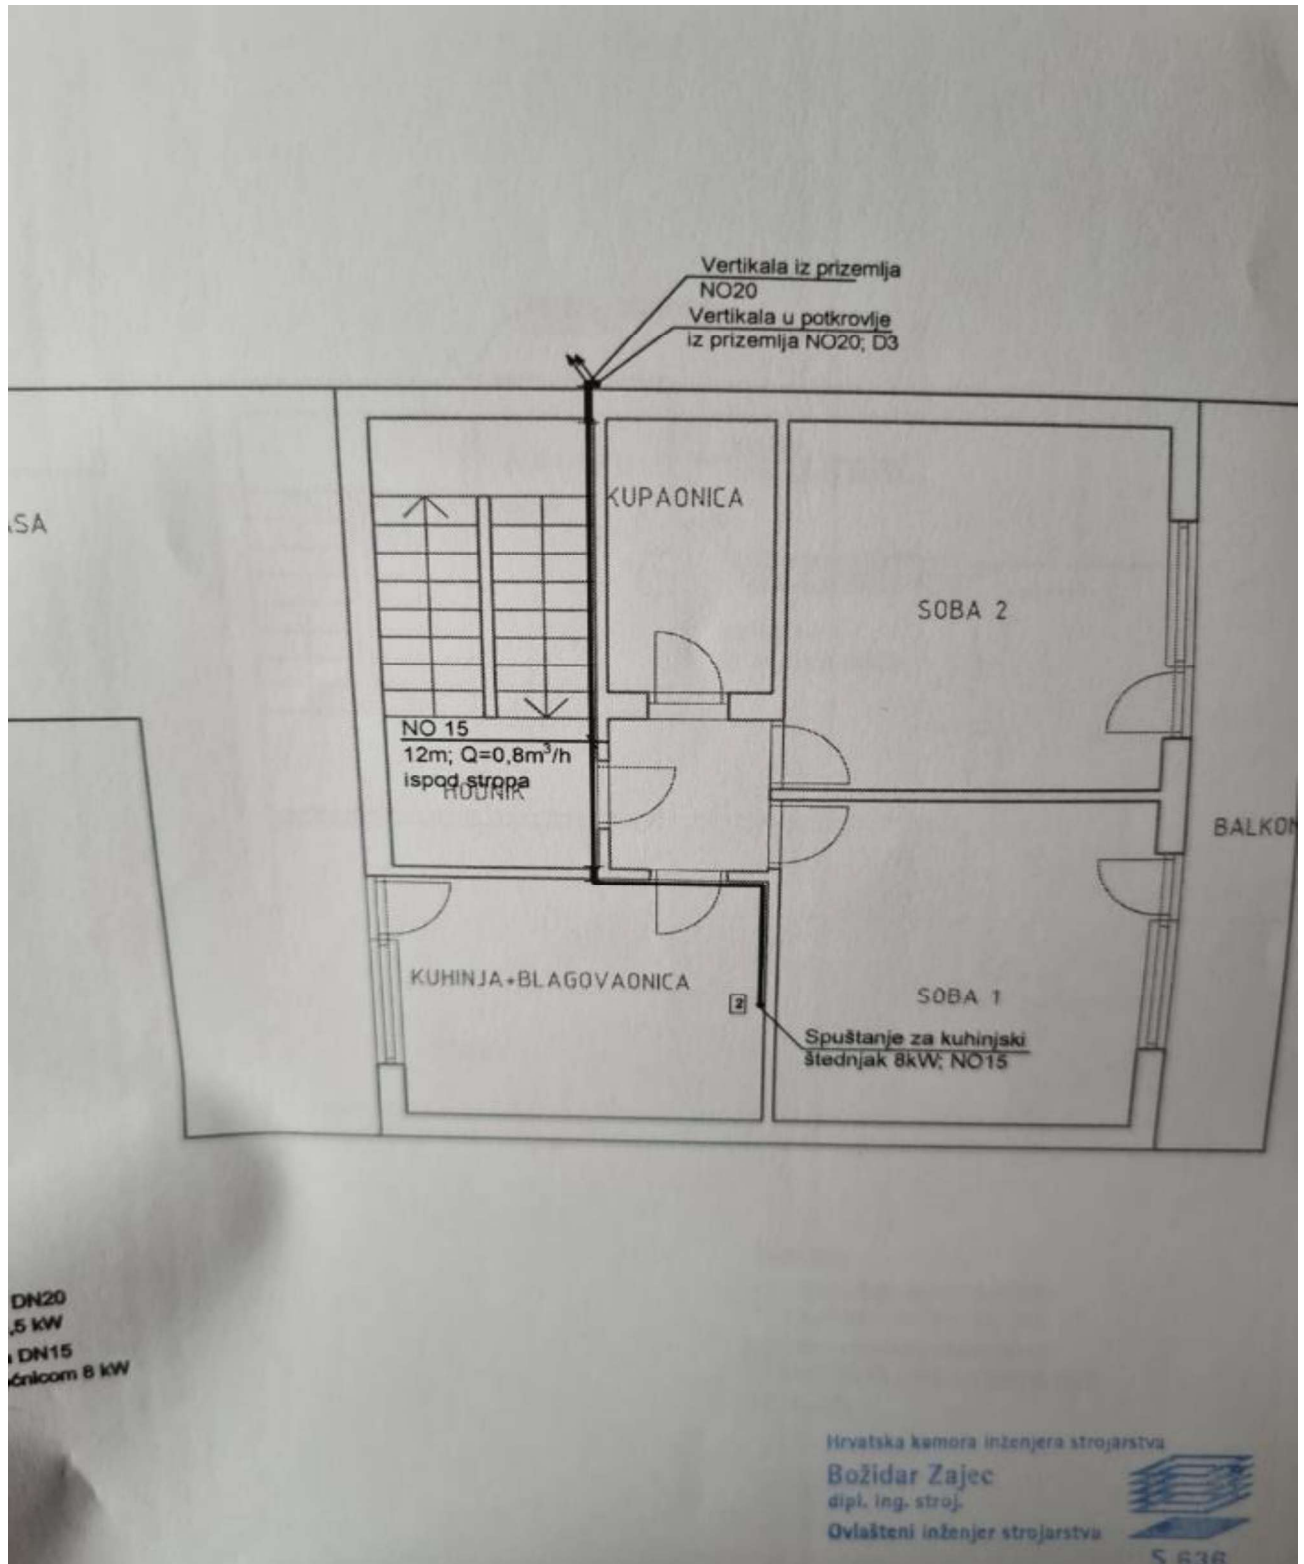 Vertikala iz prizemlja
NO20
Vertikala u potkrovlje
iz prizemlja NO20; D3
KUPAONICA
SOBA 2
NO 15
12m; Q=0,8m³/h
ispod stropa
HODNIK
BALKON
KUHINJA+BLAGOVAONICA
2
SOBA 1
Spuštanje za kuhinjski
štednjak 8kW; NO15
DN20
,5 kW
DN15
8 kW
Hrvatska komora inženjera strojarstva
Božidar Zajec
dipl. ing. stroj.
Ovlašteni inženjer strojarstva
S 636